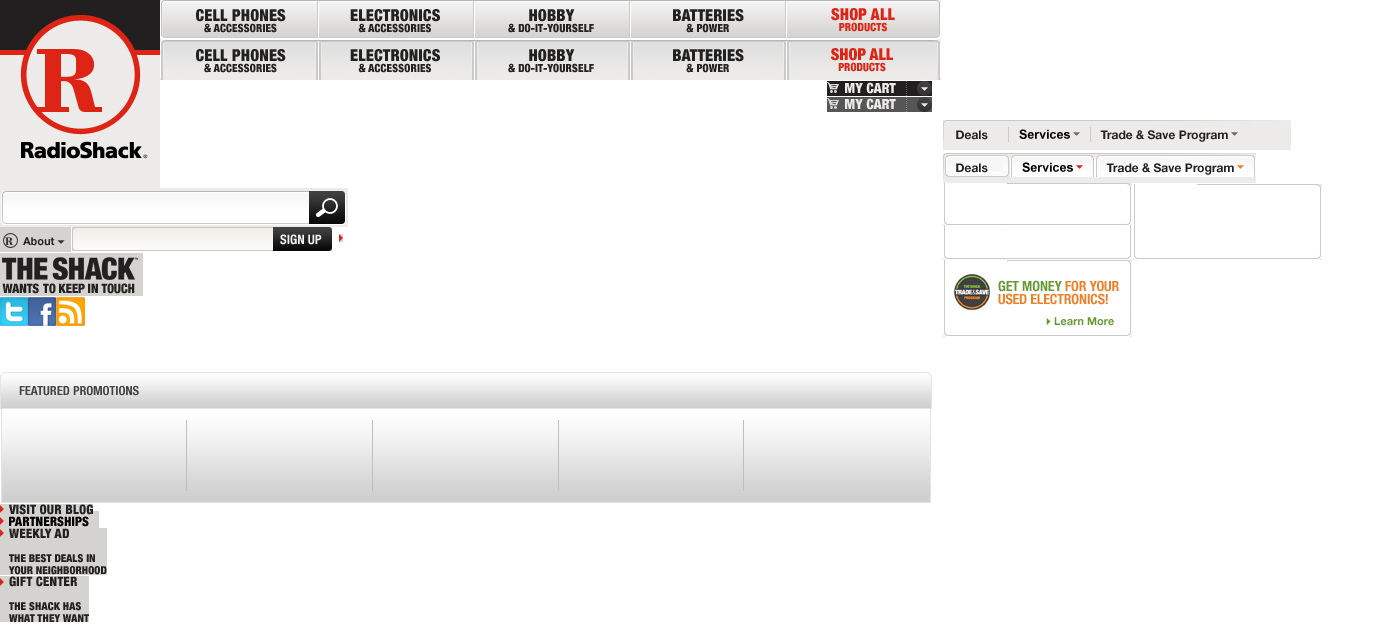 CELL PHONES ELECTRONICS HOBBY BATTERIES SHOP ALL
& ACCESSORIES & ACCESSORIES & DO-IT-YOURSELF & POWER PRODUCTS
CELL PHONES ELECTRONICS HOBBY BATTERIES SHOP ALL
& ACCESSORIES & ACCESSORIES & DO-IT-YOURSELF & POWER PRODUCTS
R
RadioShack®
MY CART
MY CART
Deals Services Trade & Save Program
Deals Services Trade & Save Program
R About SIGN UP
THE SHACK™
WANTS TO KEEP IN TOUCH
t f
THE SHACK
TRADE&SAVE
PROGRAM
GET MONEY FOR YOUR
USED ELECTRONICS!
Learn More
FEATURED PROMOTIONS
VISIT OUR BLOG
PARTNERSHIPS
WEEKLY AD
THE BEST DEALS IN
YOUR NEIGHBORHOOD
GIFT CENTER
THE SHACK HAS
WHAT THEY WANT